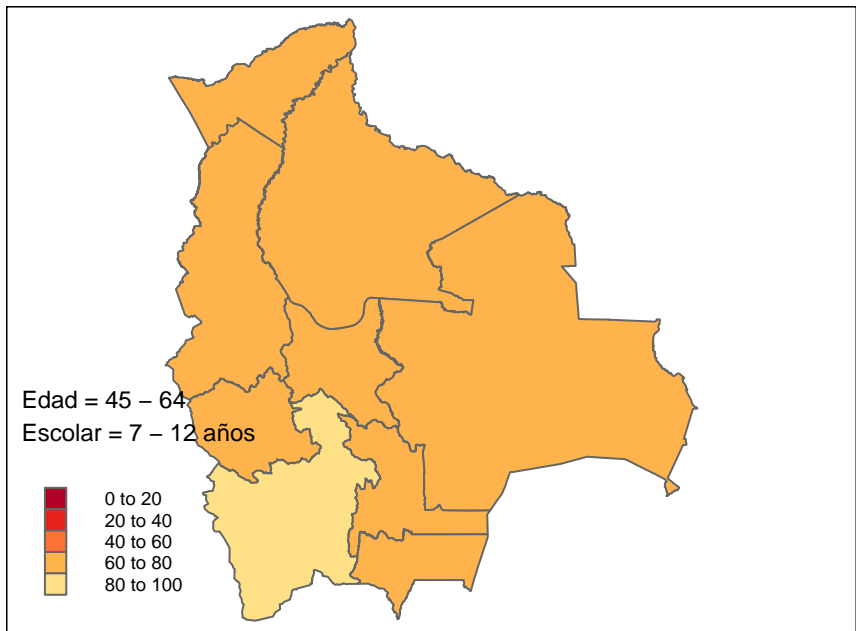 Edad = 45 – 64
Escolar = 7 – 12 años
0 to 20
20 to 40
40 to 60
60 to 80
80 to 100